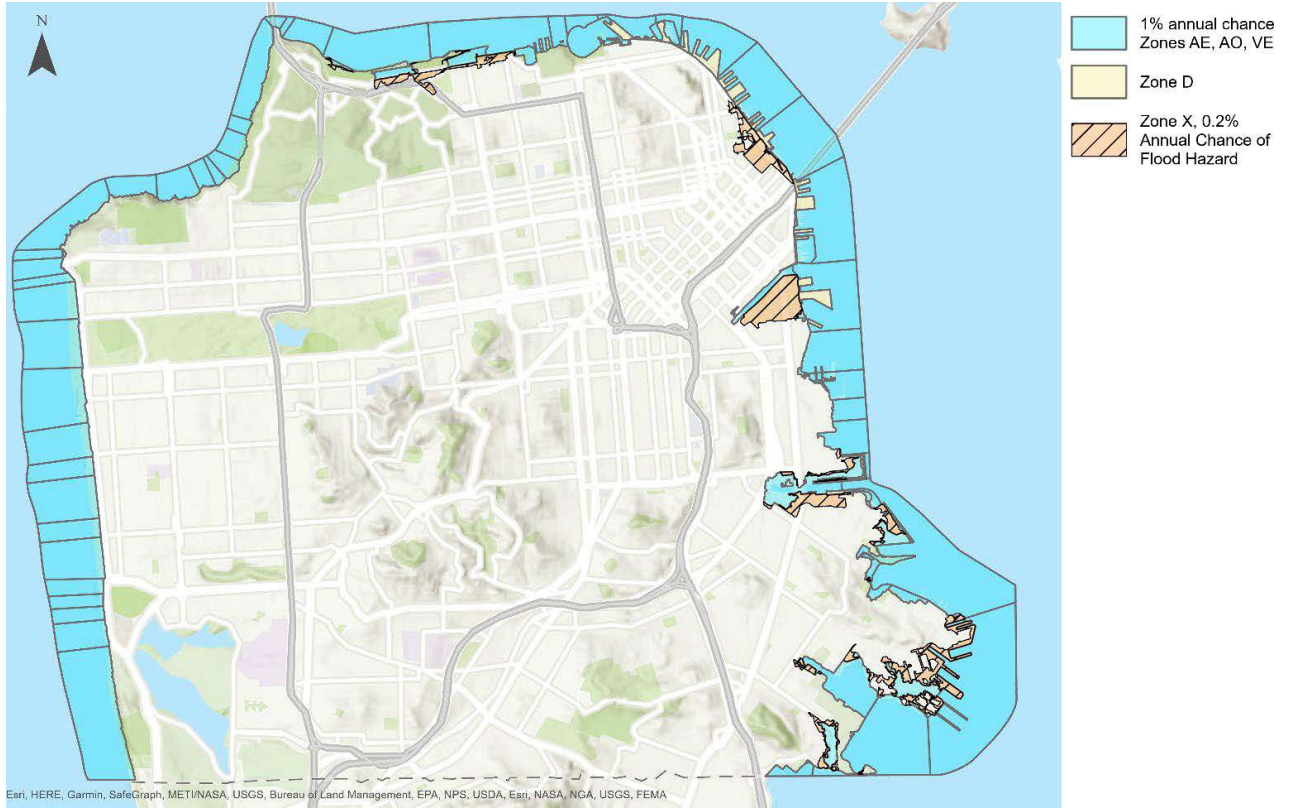 N
1% annual chance
Zones AE, AO, VE
Zone D
Zone X, 0.2%
Annual Chance of
Flood Hazard
Esri, HERE, Garmin, SafeGraph, METI/NASA, USGS, Bureau of Land Management, EPA, NPS, USDA, Esri, NASA, NGA, USGS, FEMA